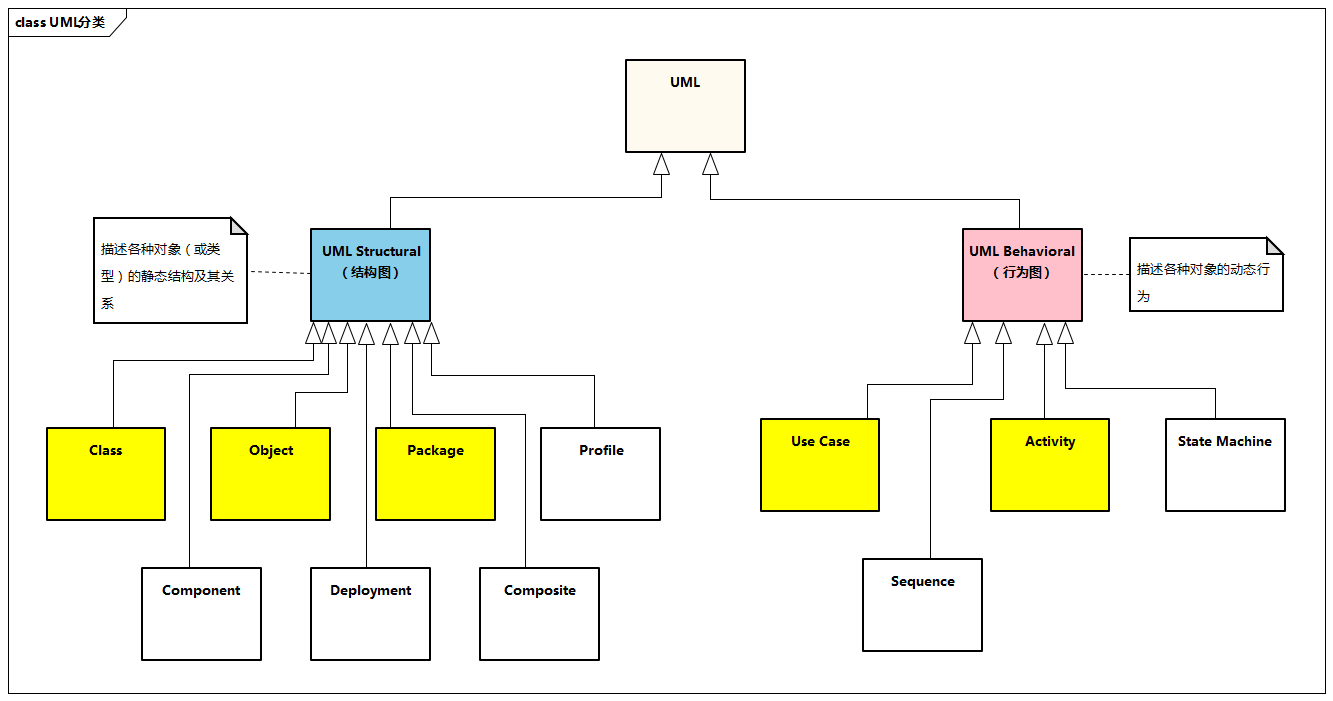 class UML分类
UML
描述各种对象（或类
型）的静态结构及其关
系
UML Structural
（结构图）
UML Behavioral
（行为图）
描述各种对象的动态行
为
Class
Object
Package
Profile
Use Case
Activity
State Machine
Component
Deployment
Composite
Sequence